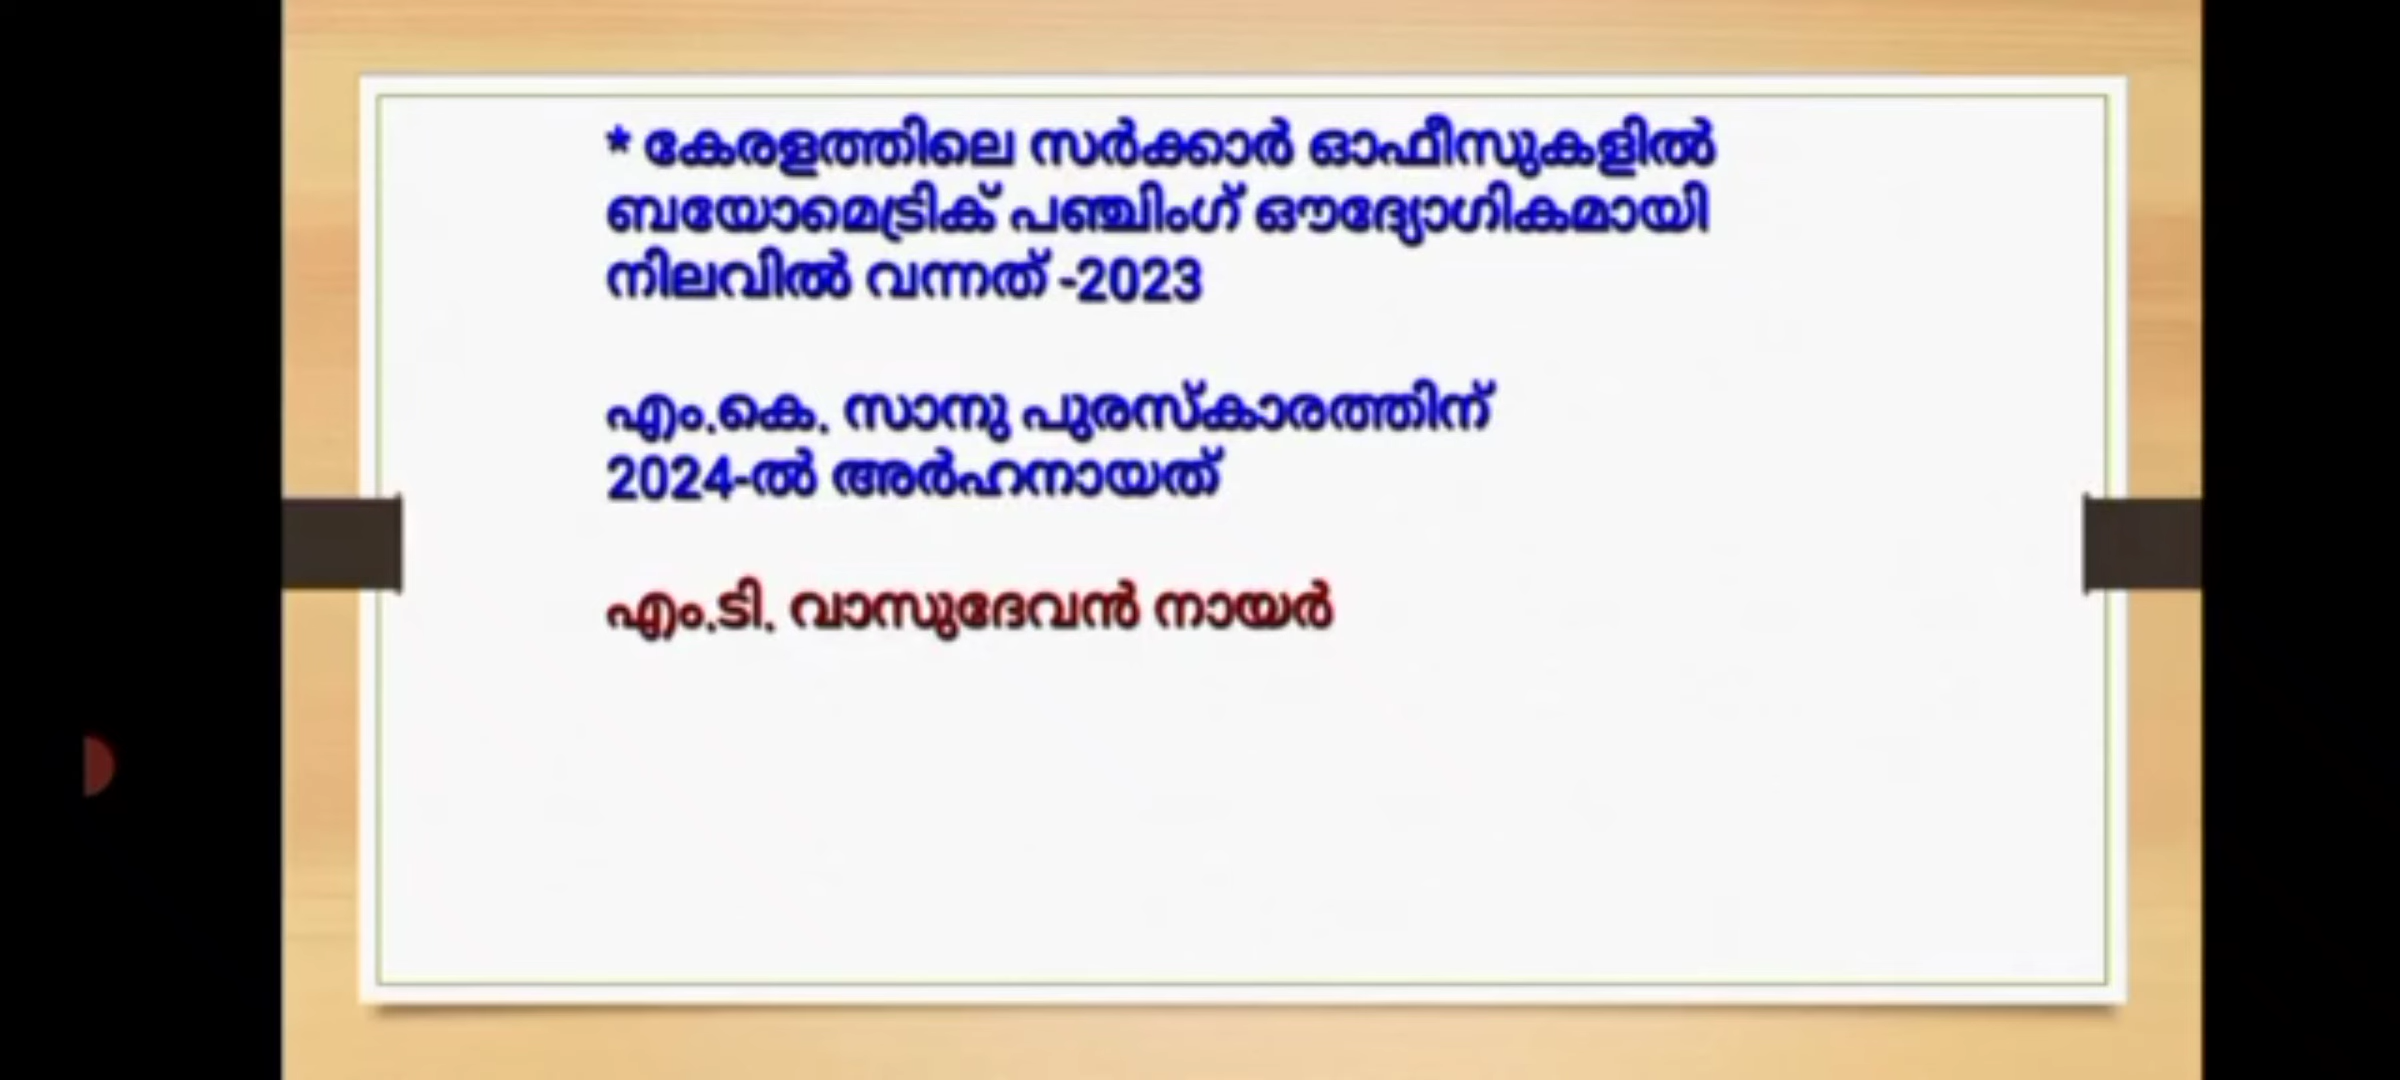 * കേരളത്തിലെ സർക്കാർ ഓഫീസുകളിൽ
ബയോമെട്രിക് പഞ്ചിംഗ് ഔദ്യോഗികമായി
നിലവിൽ വന്നത് -2023
എം.കെ. സാനു പുരസ്കാരത്തിന്
2024-ൽ അർഹനായത്
എം.ടി. വാസുദേവൻ നായർ